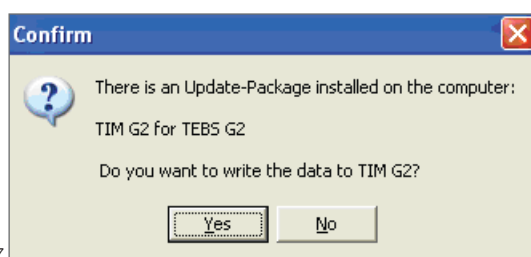 Confirm
There is an Update-Package installed on the computer:
TIM G2 for TEBS G2
Do you want to write the data to TIM G2?
Yes No